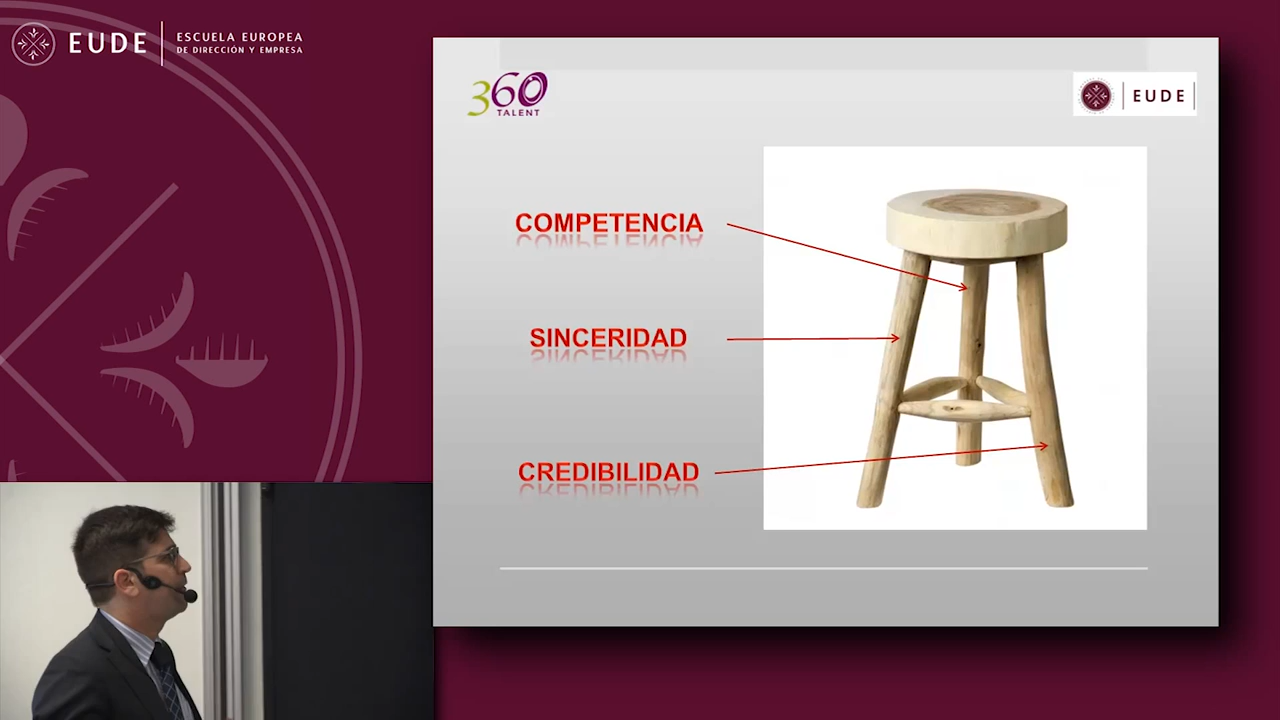 EUDE
ESCUELA EUROPEA
DE DIRECCIÓN Y EMPRESA
360
TALENT
EUDE
COMPETENCIA
SINCERIDAD
CREDIBILIDAD